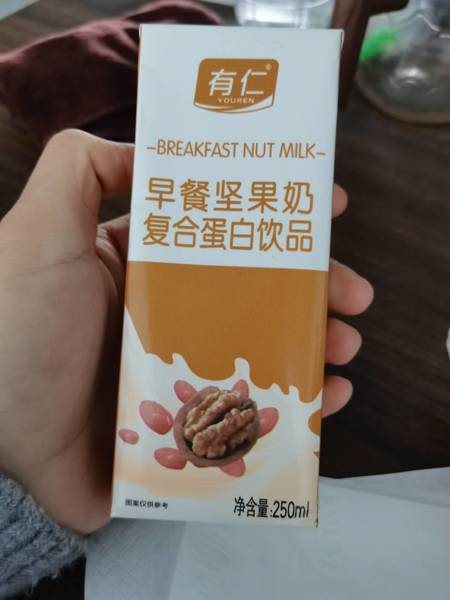 有仁®
YOUREN
-BREAKFAST NUT MILK-
早餐坚果奶
复合蛋白饮品
图案仅供参考
净含量:250ml